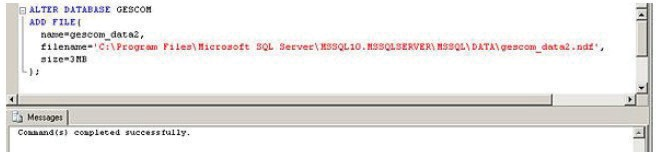 ALTER DATABASE GESCOM
ADD FILE(
name=gescom_data2,
filename='C:\Program Files\Microsoft SQL Server\MSSQL10.MSSQLSERVER\MSSQL\DATA\gescom_data2.ndf',
size=3MB
);
Messages
Command(s) completed successfully.